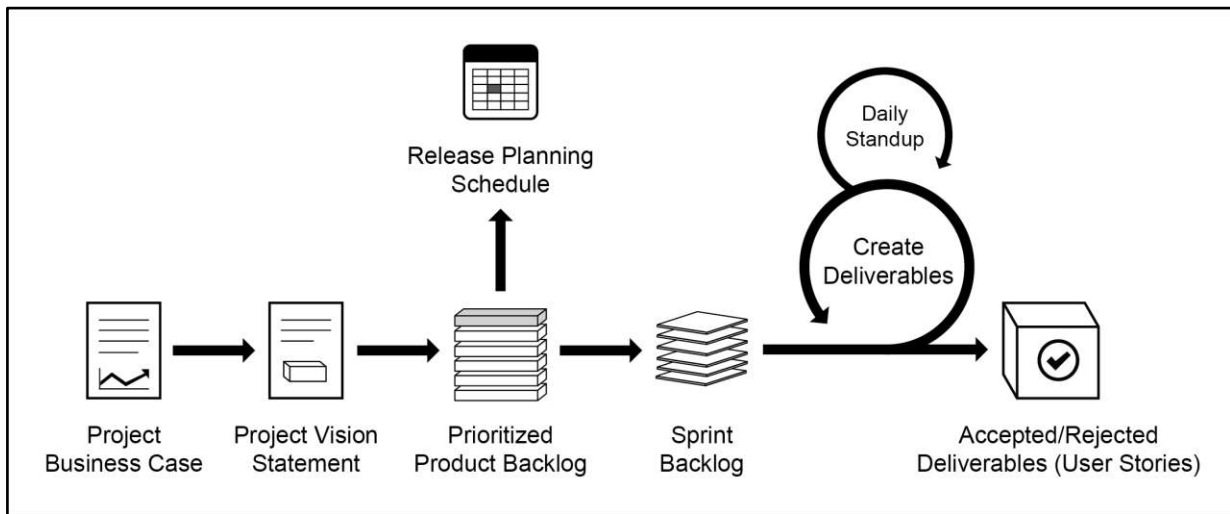 Release Planning
Schedule
Daily
Standup
Create
Deliverables
Project
Business Case
Project Vision
Statement
Prioritized
Product Backlog
Sprint
Backlog
Accepted/Rejected
Deliverables (User Stories)